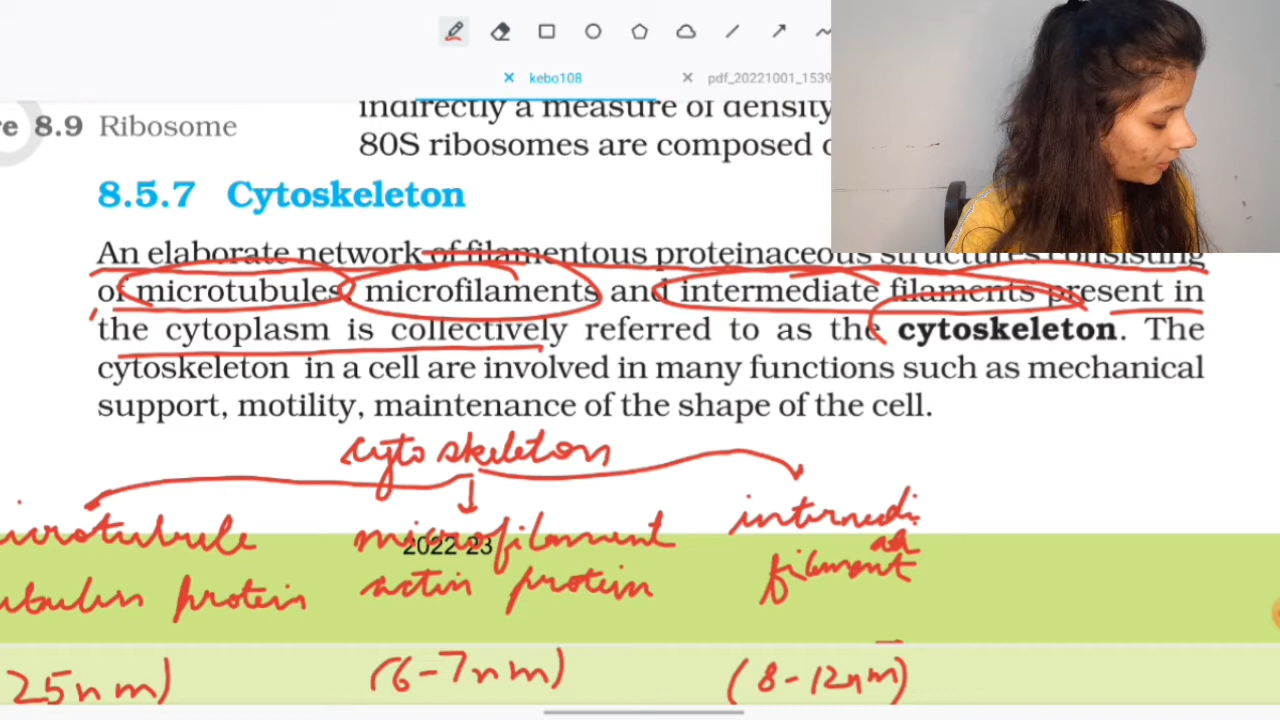 kebo108
pdf_20221001_1539
indirectly a measure of density
e 8.9 Ribosome
80S ribosomes are composed
8.5.7 Cytoskeleton
An elaborate network of filamentous proteinaceous structures consisting
of microtubules, microfilaments and intermediate filaments present in
the cytoplasm is collectively referred to as the cytoskeleton. The
cytoskeleton in a cell are involved in many functions such as mechanical
support, motility, maintenance of the shape of the cell.
cytoskeleton
icrotubule microfilament intermedi
2022-23
ubulin protein actin protein filament
25nm) (6-7nm) (8-12nm)